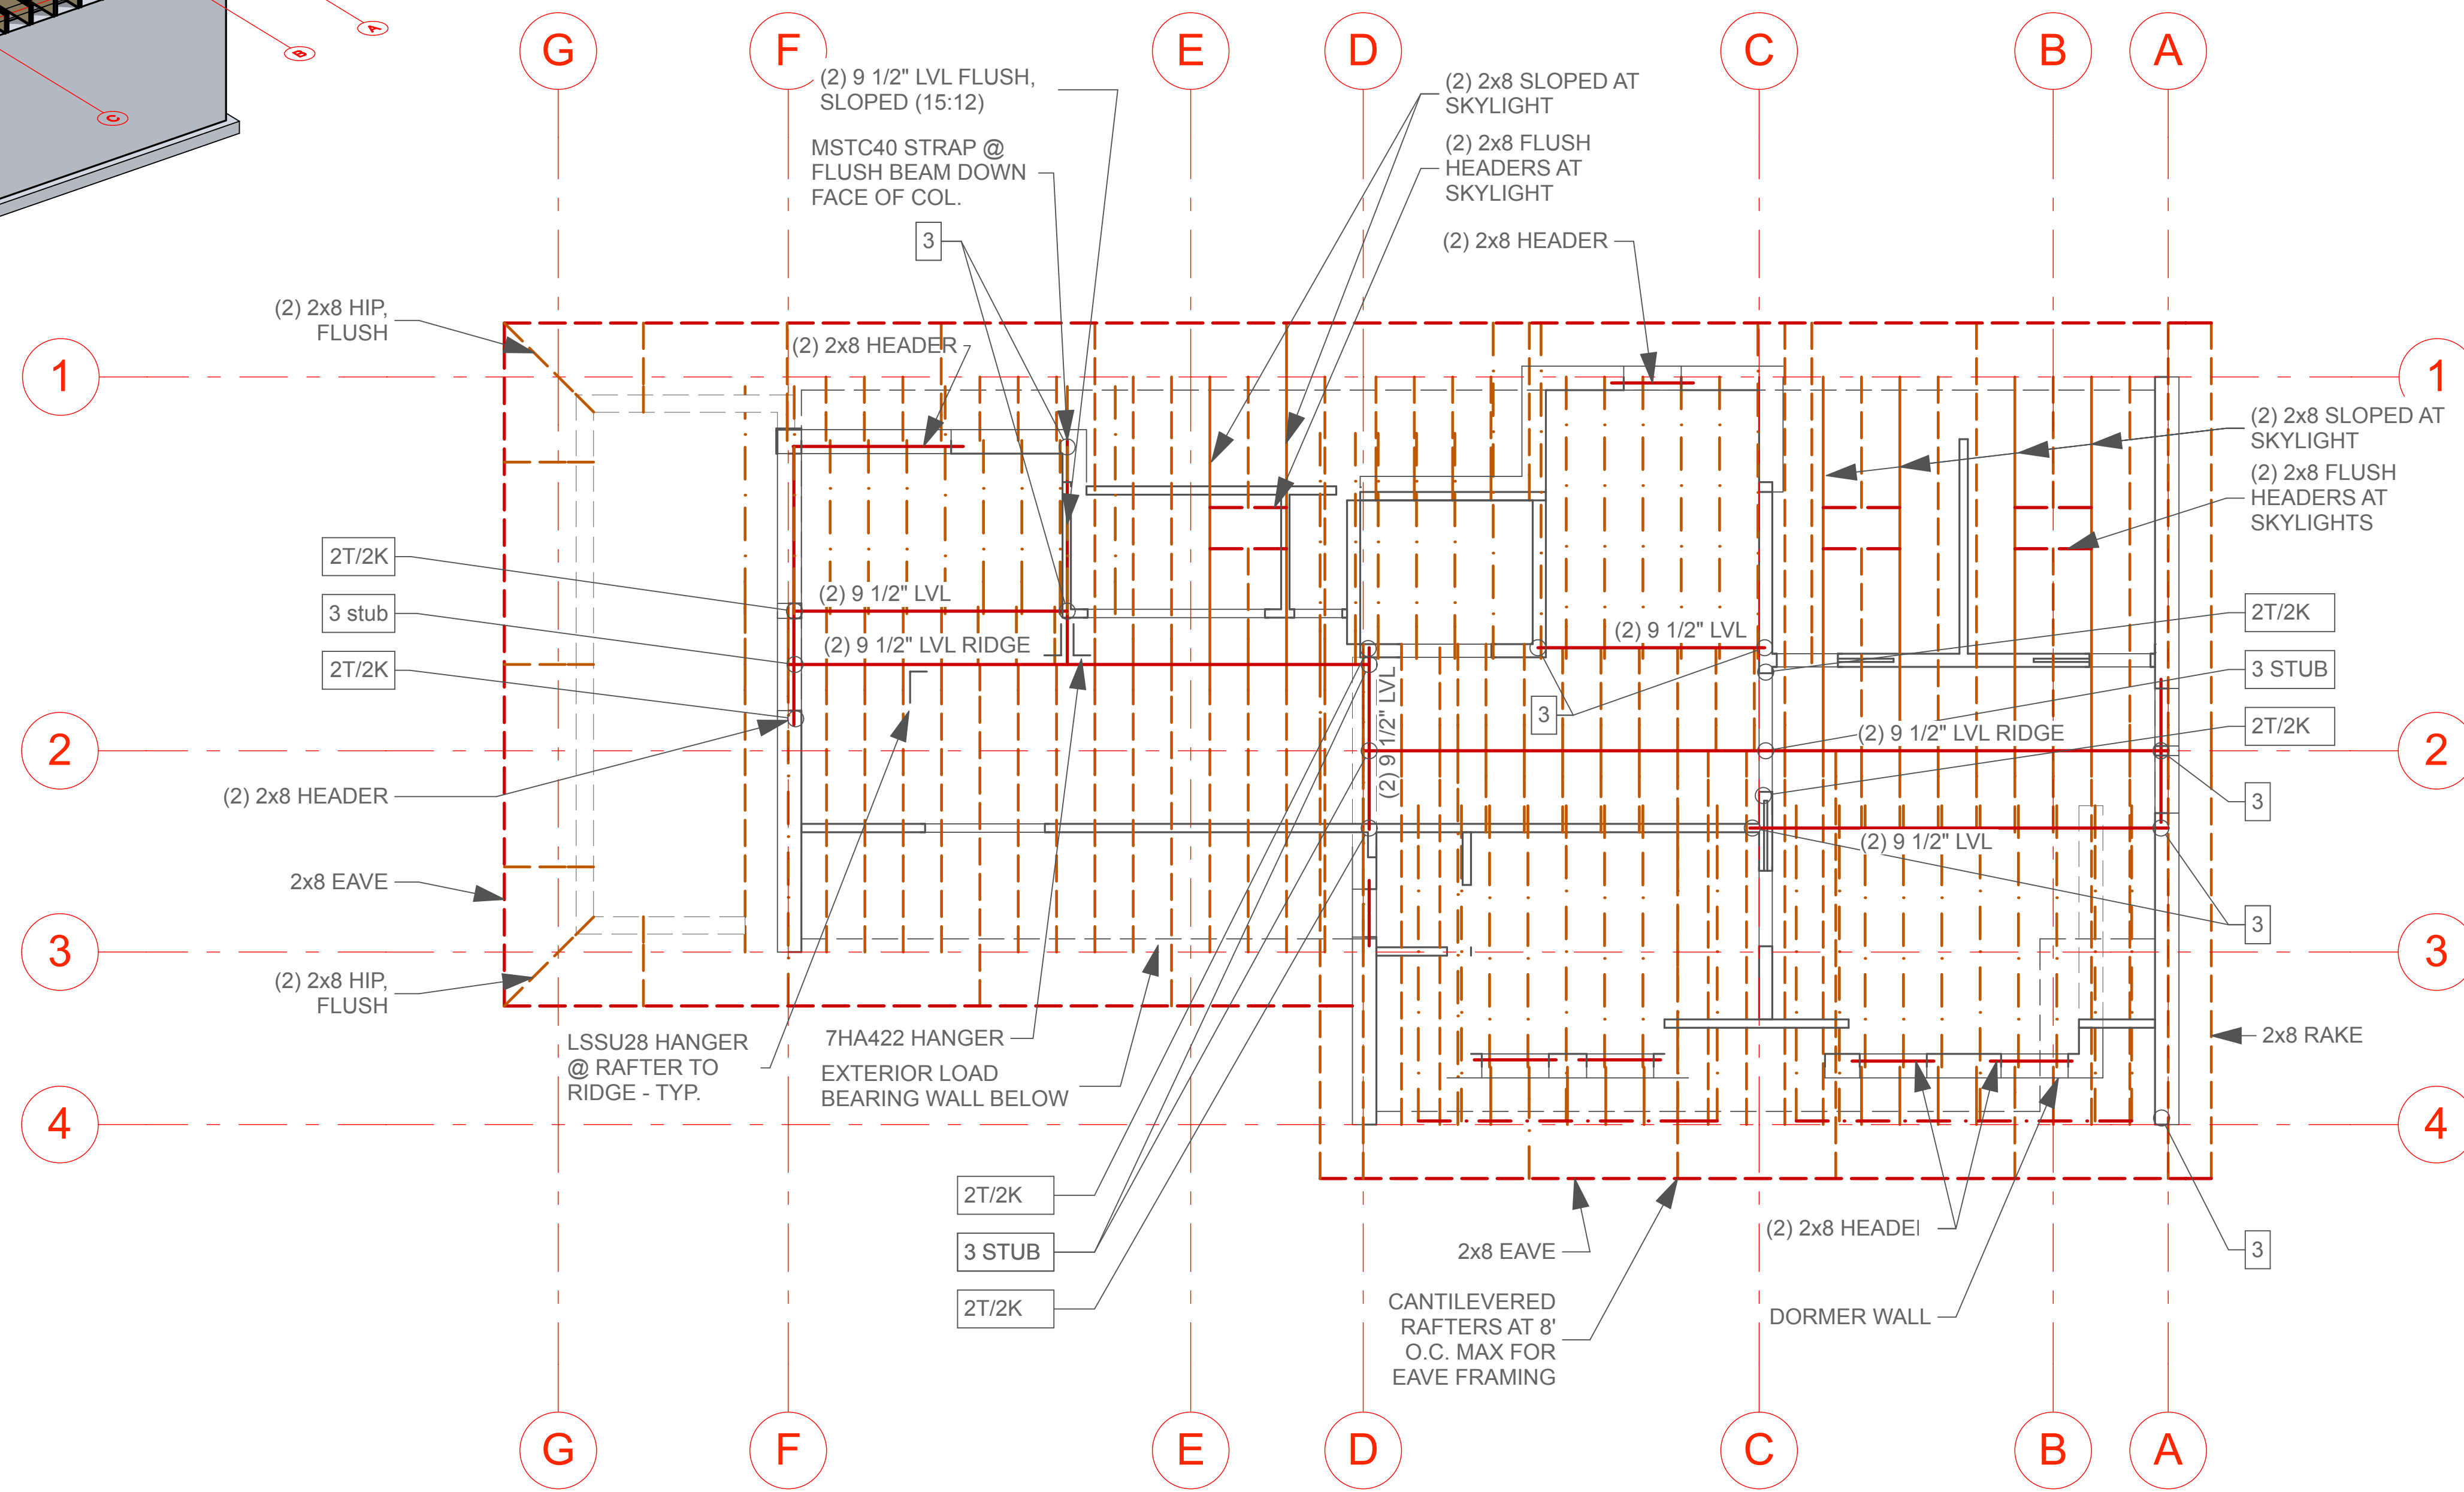 A
B
C
G
F
E
D
C
B
A
(2) 9 1/2" LVL FLUSH,
SLOPED (15:12)
MSTC40 STRAP @
FLUSH BEAM DOWN
FACE OF COL.
3
(2) 2x8 SLOPED AT
SKYLIGHT
(2) 2x8 FLUSH
HEADERS AT
SKYLIGHT
(2) 2x8 HEADER
(2) 2x8 HIP,
FLUSH
(2) 2x8 HEADER
1
1
(2) 2x8 SLOPED AT
SKYLIGHT
(2) 2x8 FLUSH
HEADERS AT
SKYLIGHTS
2T/2K
3 stub
2T/2K
(2) 9 1/2" LVL
(2) 9 1/2" LVL RIDGE
(2) 9 1/2" LVL
(2) 9 1/2" LVL
3
2T/2K
3 STUB
2T/2K
(2) 9 1/2" LVL RIDGE
2
2
(2) 2x8 HEADER
3
(2) 9 1/2" LVL
2x8 EAVE
3
3
3
(2) 2x8 HIP,
FLUSH
LSSU28 HANGER
@ RAFTER TO
RIDGE - TYP.
7HA422 HANGER
EXTERIOR LOAD
BEARING WALL BELOW
2x8 RAKE
4
4
2T/2K
3 STUB
2T/2K
2x8 EAVE
CANTILEVERED
RAFTERS AT 8'
O.C. MAX FOR
EAVE FRAMING
(2) 2x8 HEADE
DORMER WALL
3
G
F
E
D
C
B
A